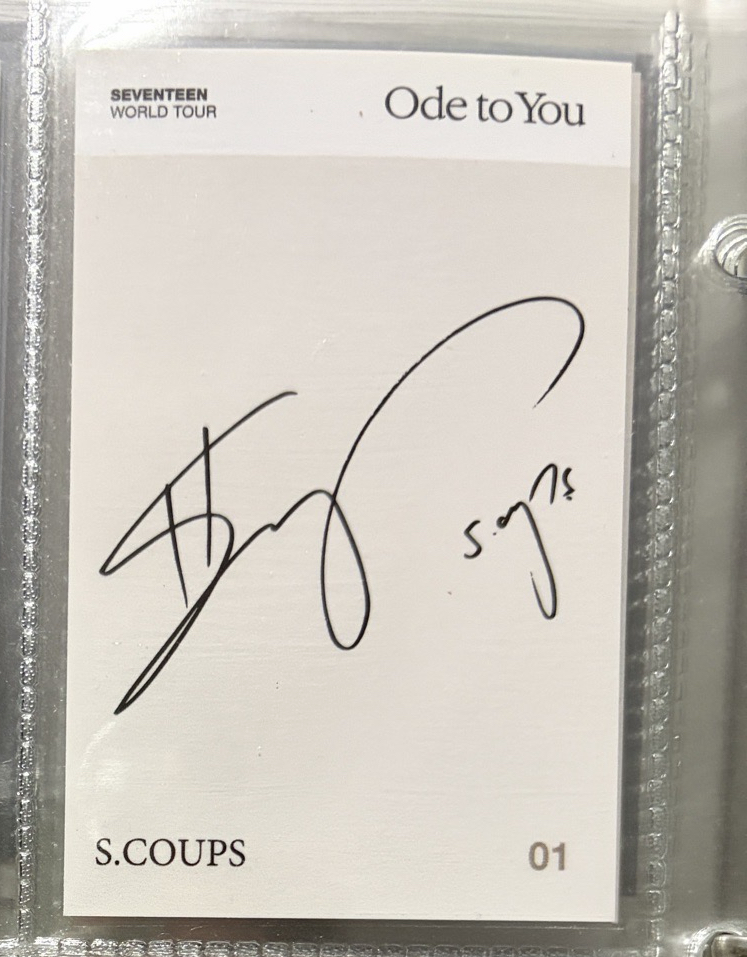 SEVENTEEN
WORLD TOUR
Ode to You
S.COUPS
01